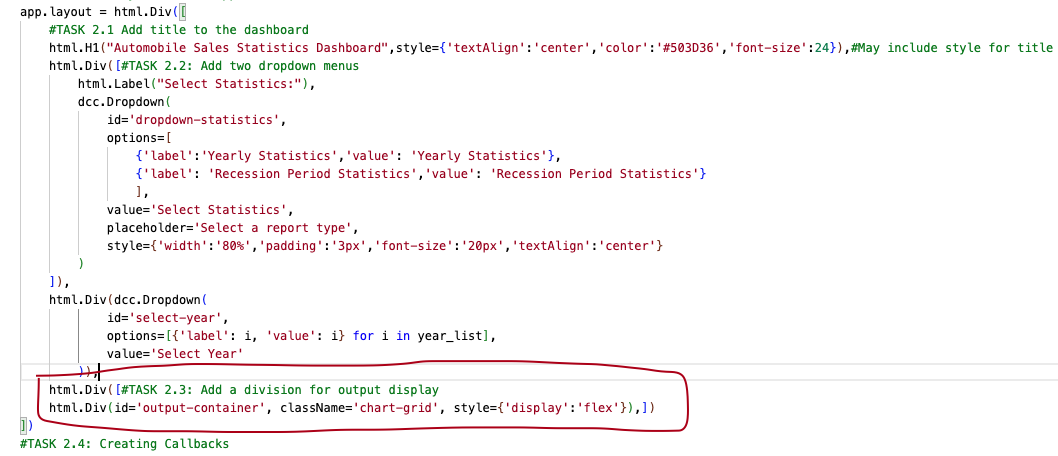 app.layout = html.Div([
#TASK 2.1 Add title to the dashboard
html.H1("Automobile Sales Statistics Dashboard",style={'textAlign':'center','color':'#503D36','font-size':24}),#May include style for title
html.Div([#TASK 2.2: Add two dropdown menus
html.Label("Select Statistics:"),
dcc.Dropdown(
id='dropdown-statistics',
options=[
{'label':'Yearly Statistics','value': 'Yearly Statistics'},
{'label': 'Recession Period Statistics','value': 'Recession Period Statistics'}
],
value='Select Statistics',
placeholder='Select a report type',
style={'width':'80%','padding':'3px','font-size':'20px','textAlign':'center'}
)
]),
html.Div(dcc.Dropdown(
id='select-year',
options=[{'label': i, 'value': i} for i in year_list],
value='Select Year'
)),
html.Div([#TASK 2.3: Add a division for output display
html.Div(id='output-container', className='chart-grid', style={'display':'flex'}),])
])
#TASK 2.4: Creating Callbacks